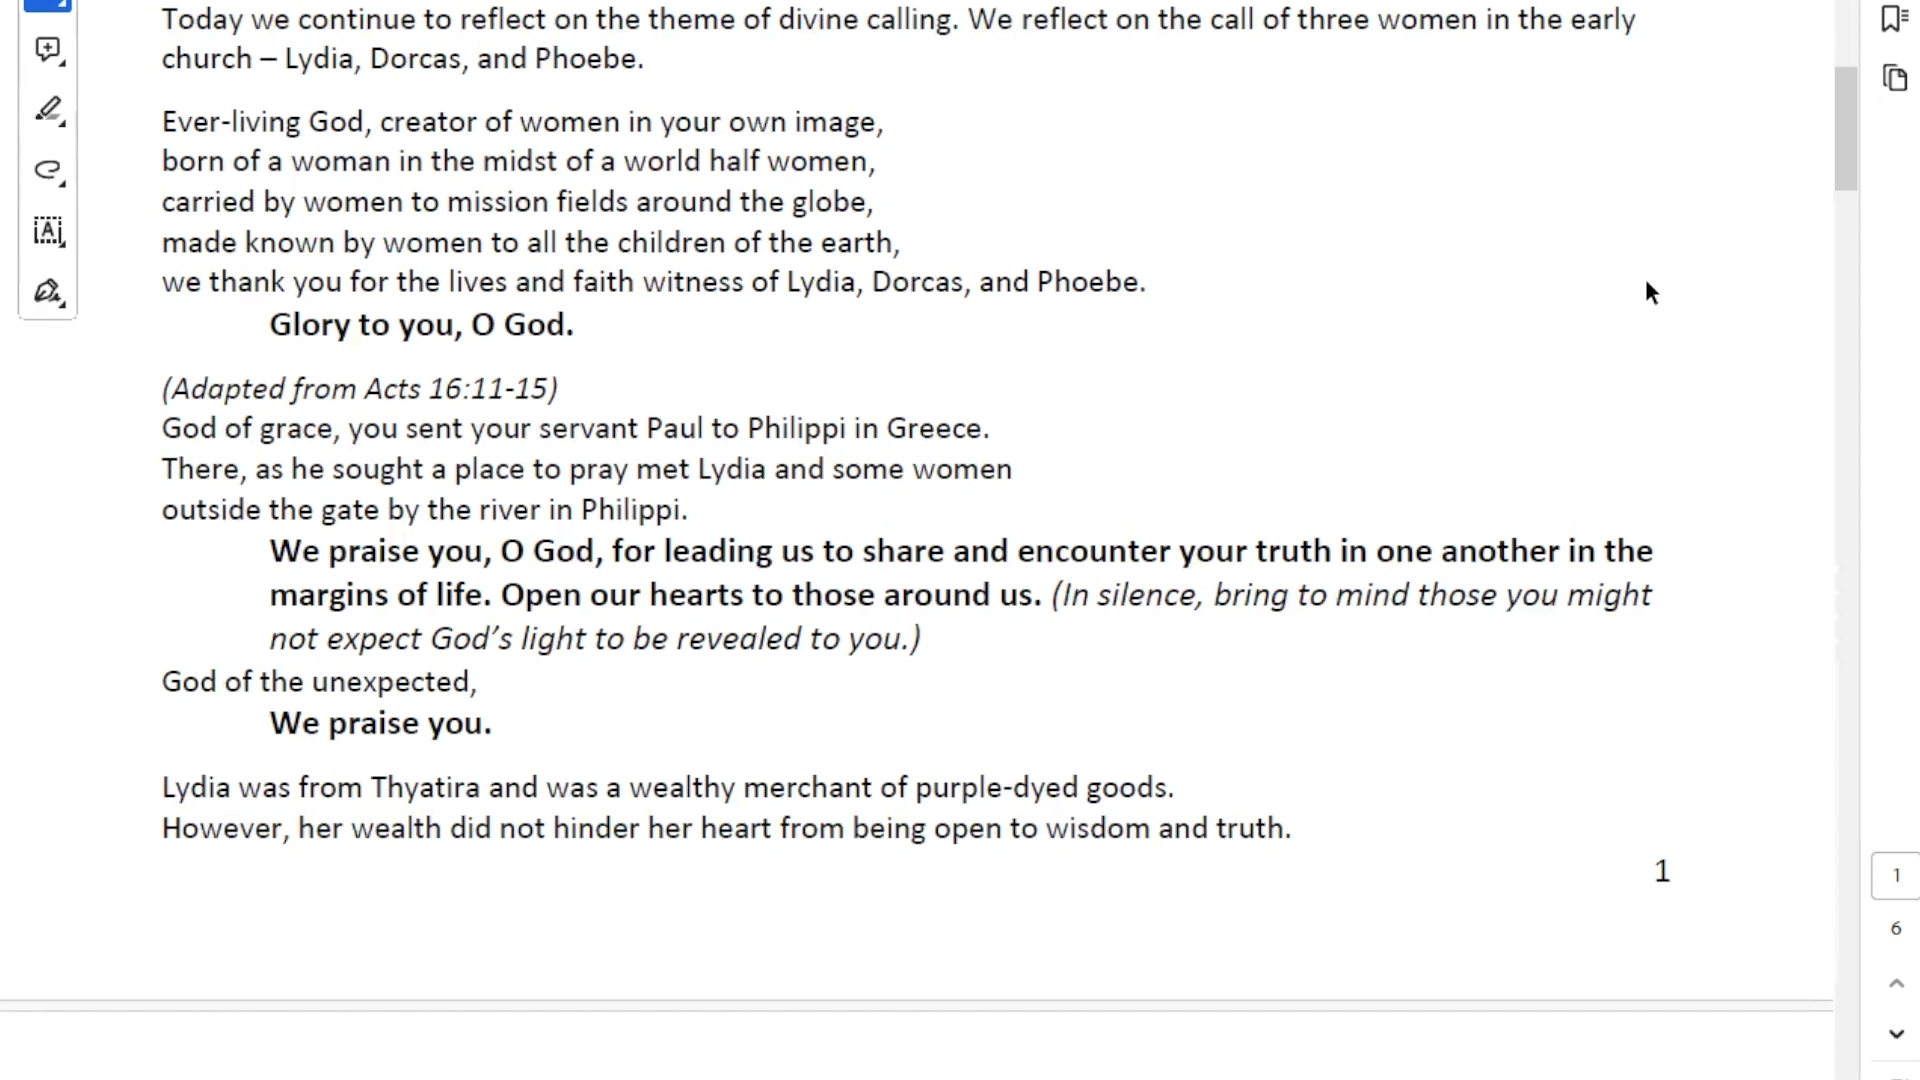 Today we continue to reflect on the theme of divine calling. We reflect on the call of three women in the early
church – Lydia, Dorcas, and Phoebe.
Ever-living God, creator of women in your own image,
born of a woman in the midst of a world half women,
carried by women to mission fields around the globe,
made known by women to all the children of the earth,
we thank you for the lives and faith witness of Lydia, Dorcas, and Phoebe.
Glory to you, O God.
(Adapted from Acts 16:11-15)
God of grace, you sent your servant Paul to Philippi in Greece.
There, as he sought a place to pray met Lydia and some women
outside the gate by the river in Philippi.
We praise you, O God, for leading us to share and encounter your truth in one another in the
margins of life. Open our hearts to those around us. (In silence, bring to mind those you might
not expect God’s light to be revealed to you.)
God of the unexpected,
We praise you.
Lydia was from Thyatira and was a wealthy merchant of purple-dyed goods.
However, her wealth did not hinder her heart from being open to wisdom and truth.
1
1
6